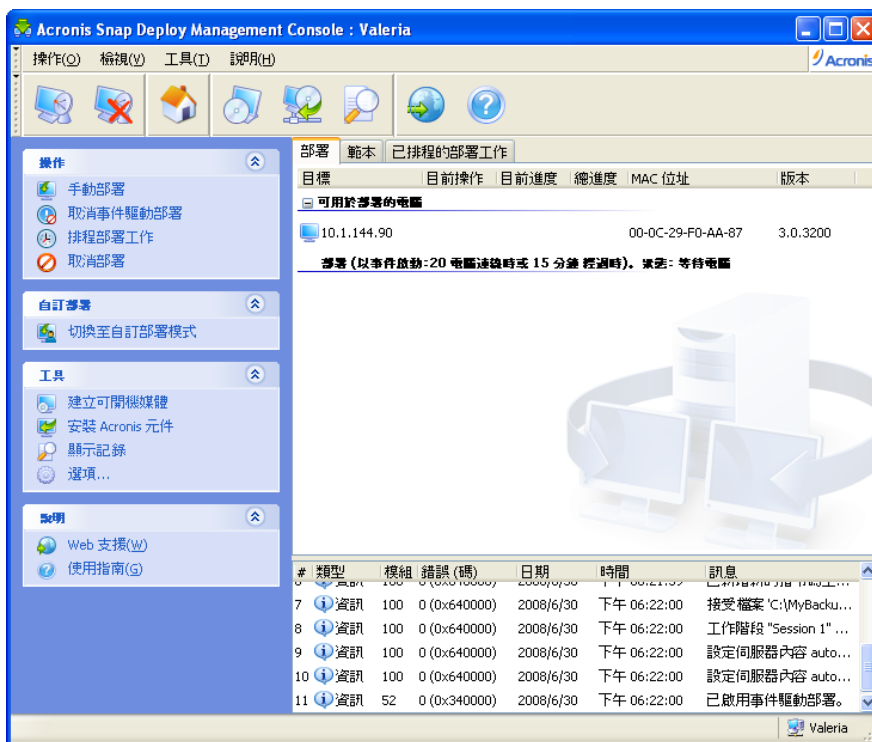 Acronis Snap Deploy Management Console : Valeria
操作(O) 檢視(V) 工具(T) 說明(H)
Acronis
操作
手動部署
取消事件驅動部署
排程部署工作
取消部署
自訂部署
切換至自訂部署模式
工具
建立可開機媒體
安裝 Acronis 元件
顯示記錄
選項...
說明
Web 支援(W)
使用指南(G)
部署 範本 已排程的部署工作
目標 目前操作 目前進度 總進度 MAC 位址 版本
可用於部署的電腦
10.1.144.90 00-0C-29-F0-AA-87 3.0.3200
部署 (以事件啟動:20 電腦連線時或 15 分鐘 經過時)。狀態: 等待電腦
# 類型 模組 錯誤 (碼) 日期 時間 訊息
7 資訊 100 0 (0x640000) 2008/6/30 下午 06:22:00 接受檔案 'C:\MyBacku...
8 資訊 100 0 (0x640000) 2008/6/30 下午 06:22:00 工作階段 "Session 1" ...
9 資訊 100 0 (0x640000) 2008/6/30 下午 06:22:00 設定伺服器內容 auto...
10 資訊 100 0 (0x640000) 2008/6/30 下午 06:22:00 設定伺服器內容 auto...
11 資訊 52 0 (0x340000) 2008/6/30 下午 06:22:00 已啟用事件驅動部署。
Valeria